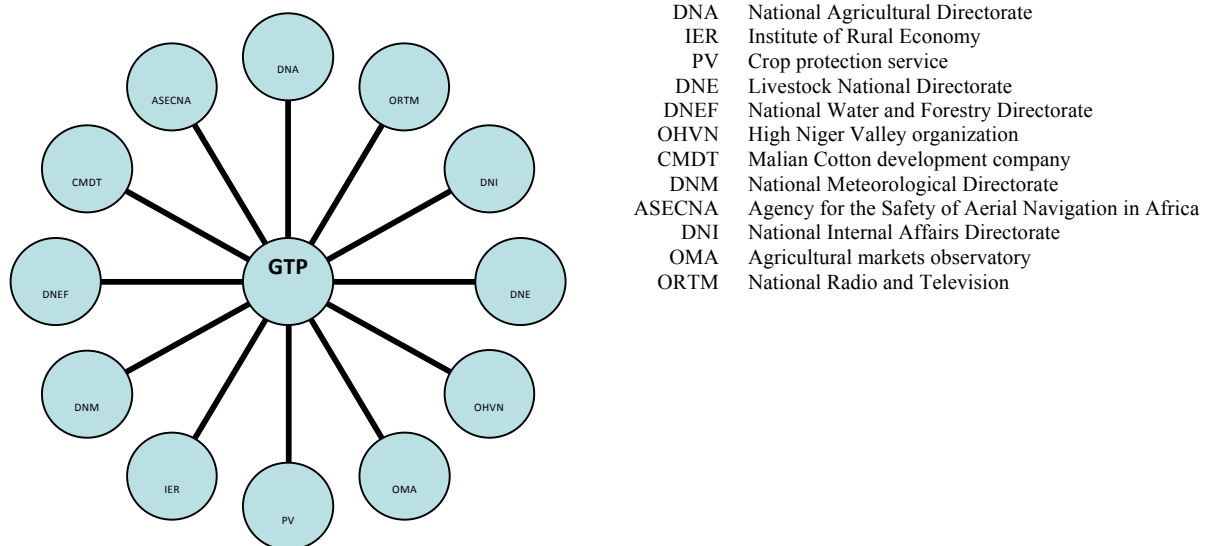 DNA
ORTM
DNI
DNE
OHVN
OMA
PV
IER
DNM
DNEF
CMDT
ASECNA
GTP
DNA National Agricultural Directorate
IER Institute of Rural Economy
PV Crop protection service
DNE Livestock National Directorate
DNEF National Water and Forestry Directorate
OHVN High Niger Valley organization
CMDT Malian Cotton development company
DNM National Meteorological Directorate
ASECNA Agency for the Safety of Aerial Navigation in Africa
DNI National Internal Affairs Directorate
OMA Agricultural markets observatory
ORTM National Radio and Television